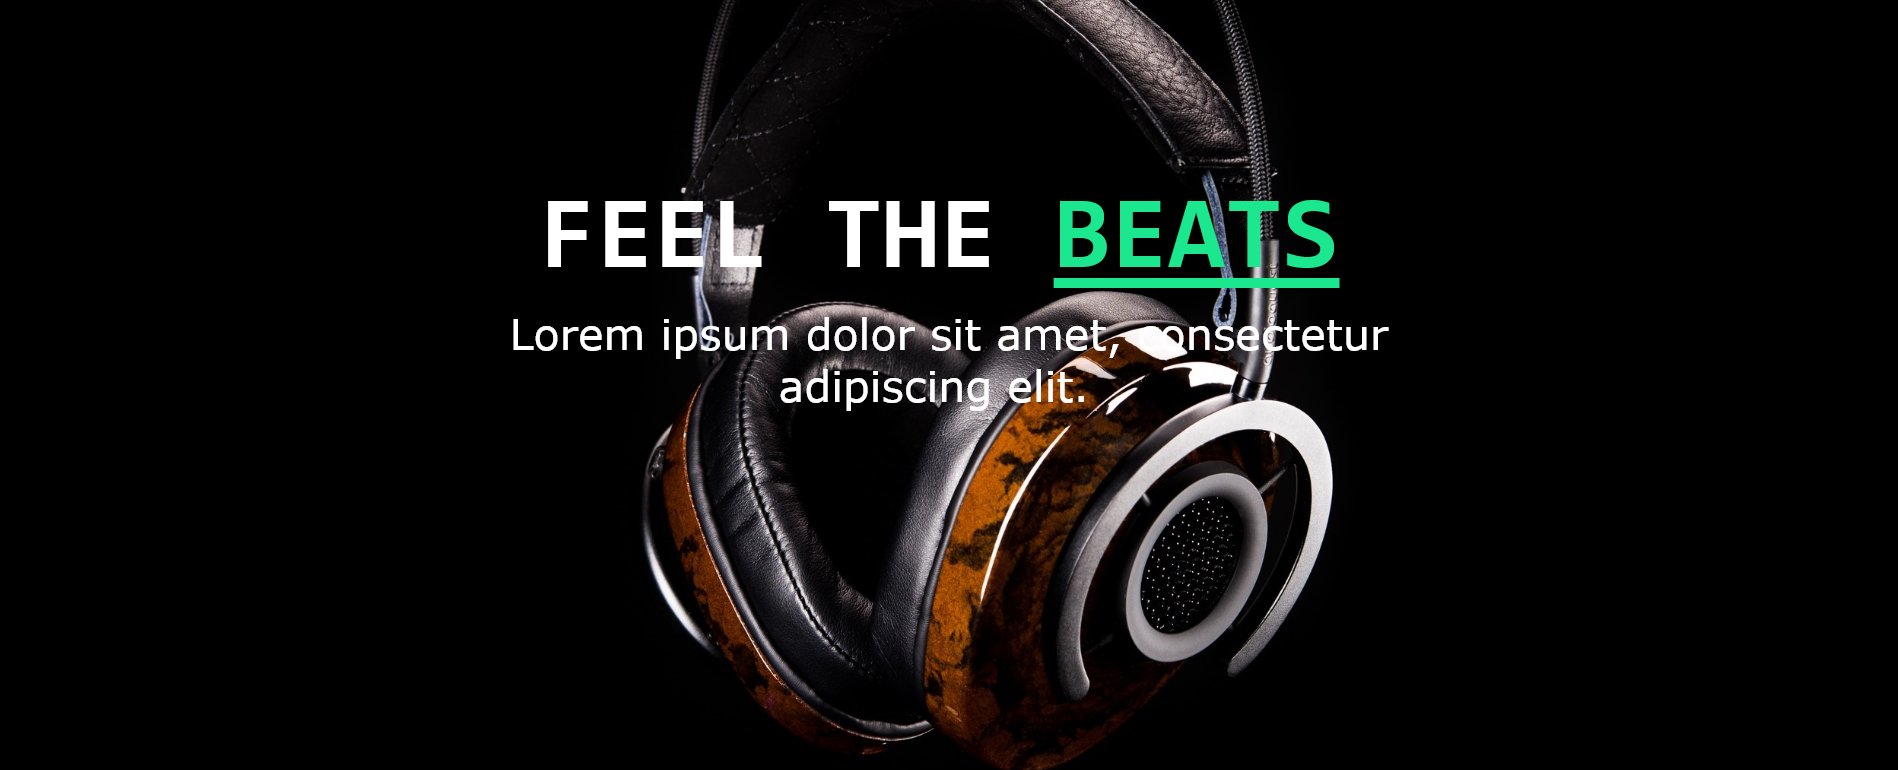 FEEL THE BEATS
Lorem ipsum dolor sit amet, consectetur
adipiscing elit.